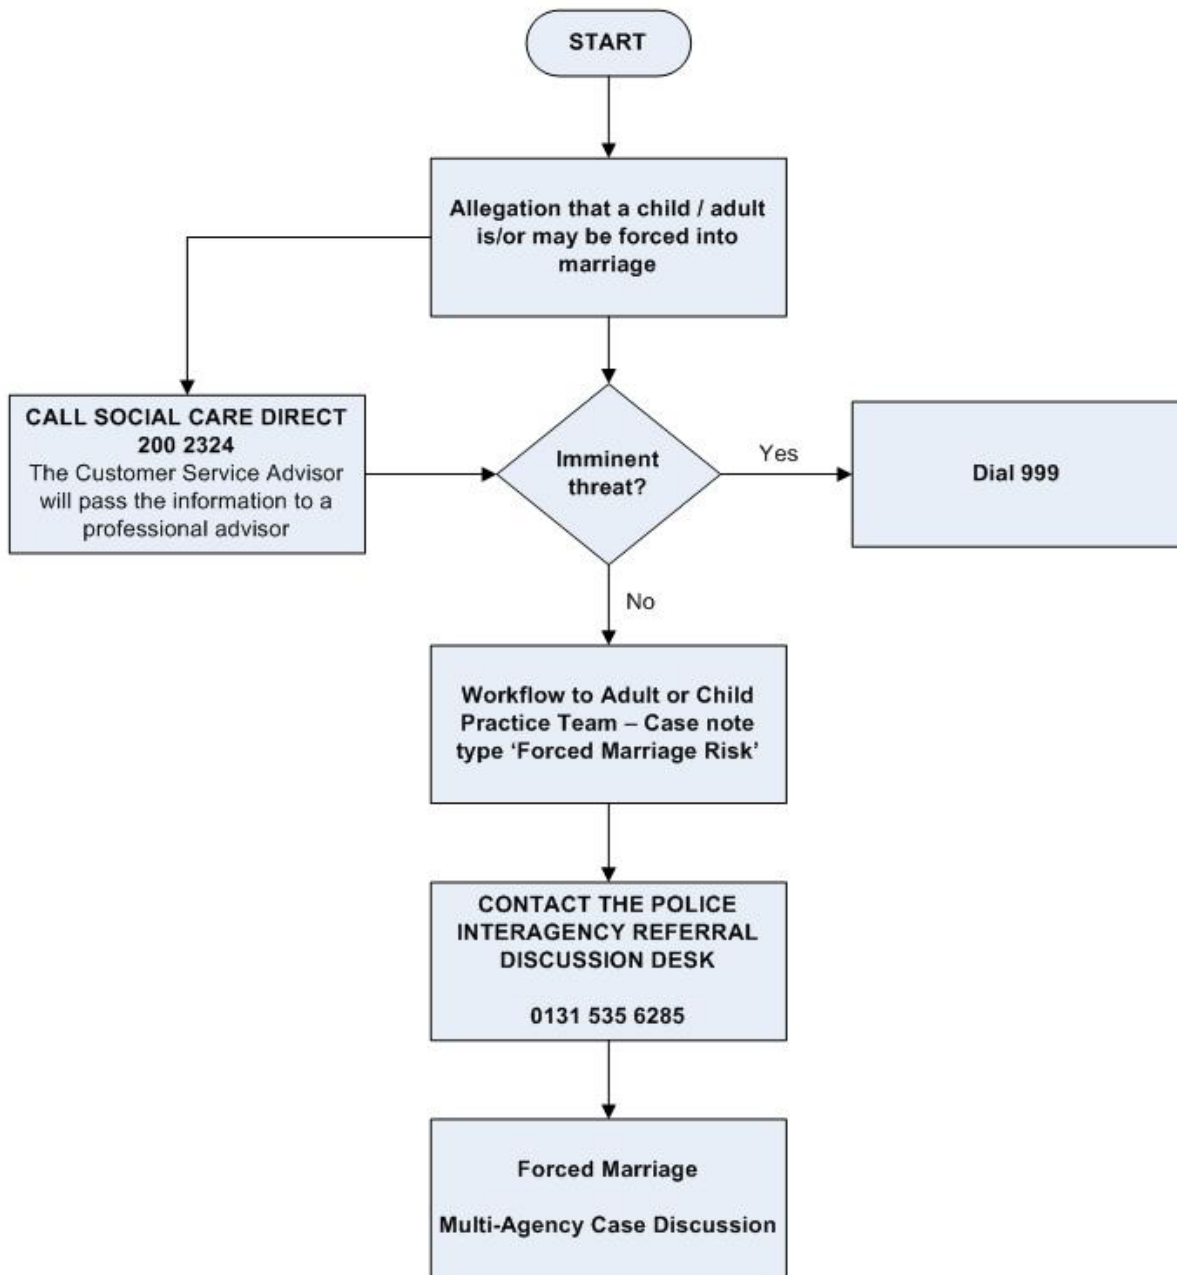 START
Allegation that a child / adult
is/or may be forced into
marriage
CALL SOCIAL CARE DIRECT
200 2324
The Customer Service Advisor
will pass the information to a
professional advisor
Imminent
threat?
Yes
Dial 999
No
Workflow to Adult or Child
Practice Team – Case note
type ‘Forced Marriage Risk’
CONTACT THE POLICE
INTERAGENCY REFERRAL
DISCUSSION DESK
0131 535 6285
Forced Marriage
Multi-Agency Case Discussion